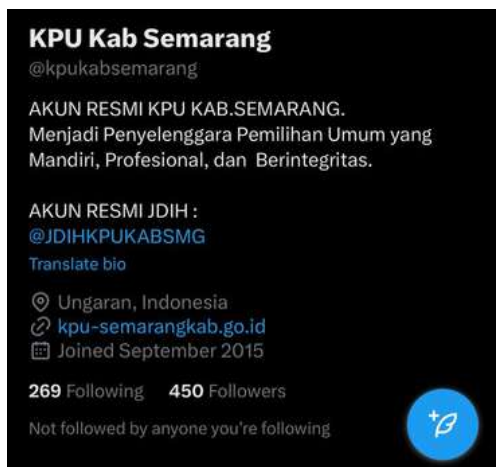 KPU Kab Semarang
@kpukabsemarang
AKUN RESMI KPU KAB.SEMARANG.
Menjadi Penyelenggara Pemilihan Umum yang
Mandiri, Profesional, dan Berintegritas.
AKUN RESMI JDIH :
@JDIHKPUKABSMG
Translate bio
Ungaran, Indonesia
kpu-semarangkab.go.id
Joined September 2015
269 Following 450 Followers
Not followed by anyone you're following